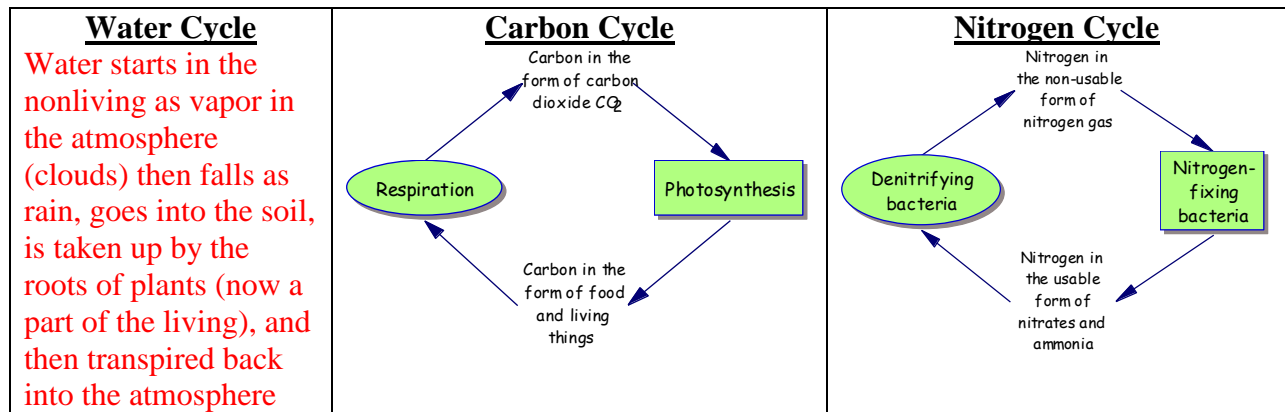 Water Cycle
Water starts in the
nonliving as vapor in
the atmosphere
(clouds) then falls as
rain, goes into the soil,
is taken up by the
roots of plants (now a
part of the living), and
then transpired back
into the atmosphere
Carbon Cycle
Carbon in the
form of carbon
dioxide CO2
Respiration
Photosynthesis
Carbon in the
form of food
and living
things
Nitrogen Cycle
Nitrogen in
the non-usable
form of
nitrogen gas
Denitrifying
bacteria
Nitrogen-
fixing
bacteria
Nitrogen in
the usable
form of
nitrates and
ammonia